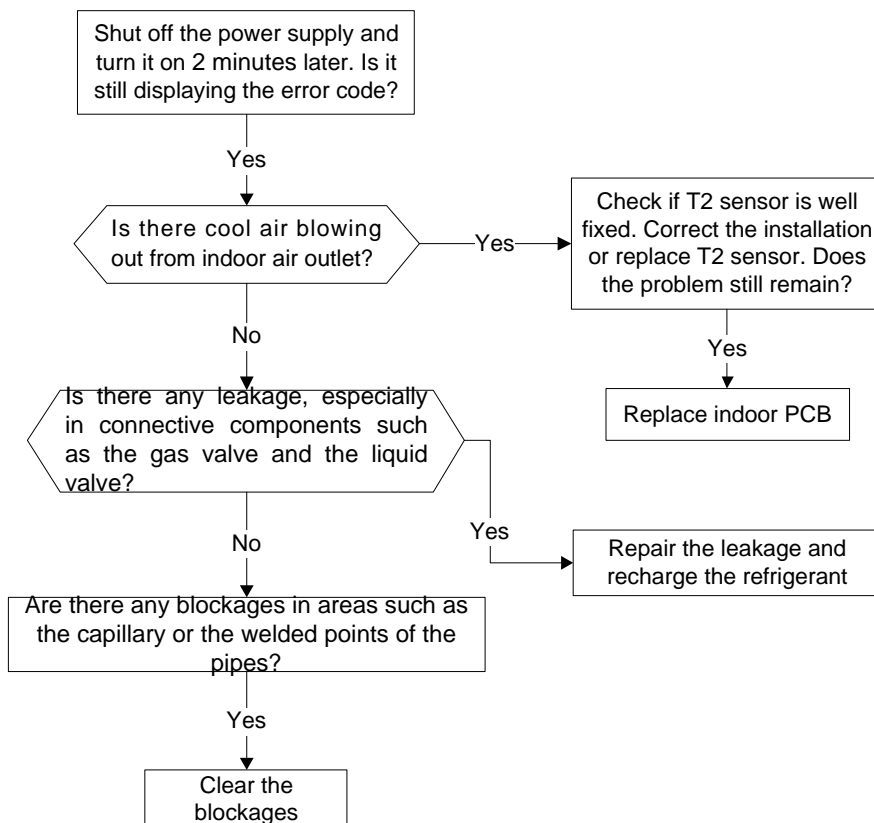 Shut off the power supply and
turn it on 2 minutes later. Is it
still displaying the error code?
Yes
Is there cool air blowing
out from indoor air outlet?
Yes
Check if T2 sensor is well
fixed. Correct the installation
or replace T2 sensor. Does
the problem still remain?
Yes
Replace indoor PCB
No
Is there any leakage, especially
in connective components such
as the gas valve and the liquid
valve?
Yes
Repair the leakage and
recharge the refrigerant
No
Are there any blockages in areas such as
the capillary or the welded points of the
pipes?
Yes
Clear the
blockages